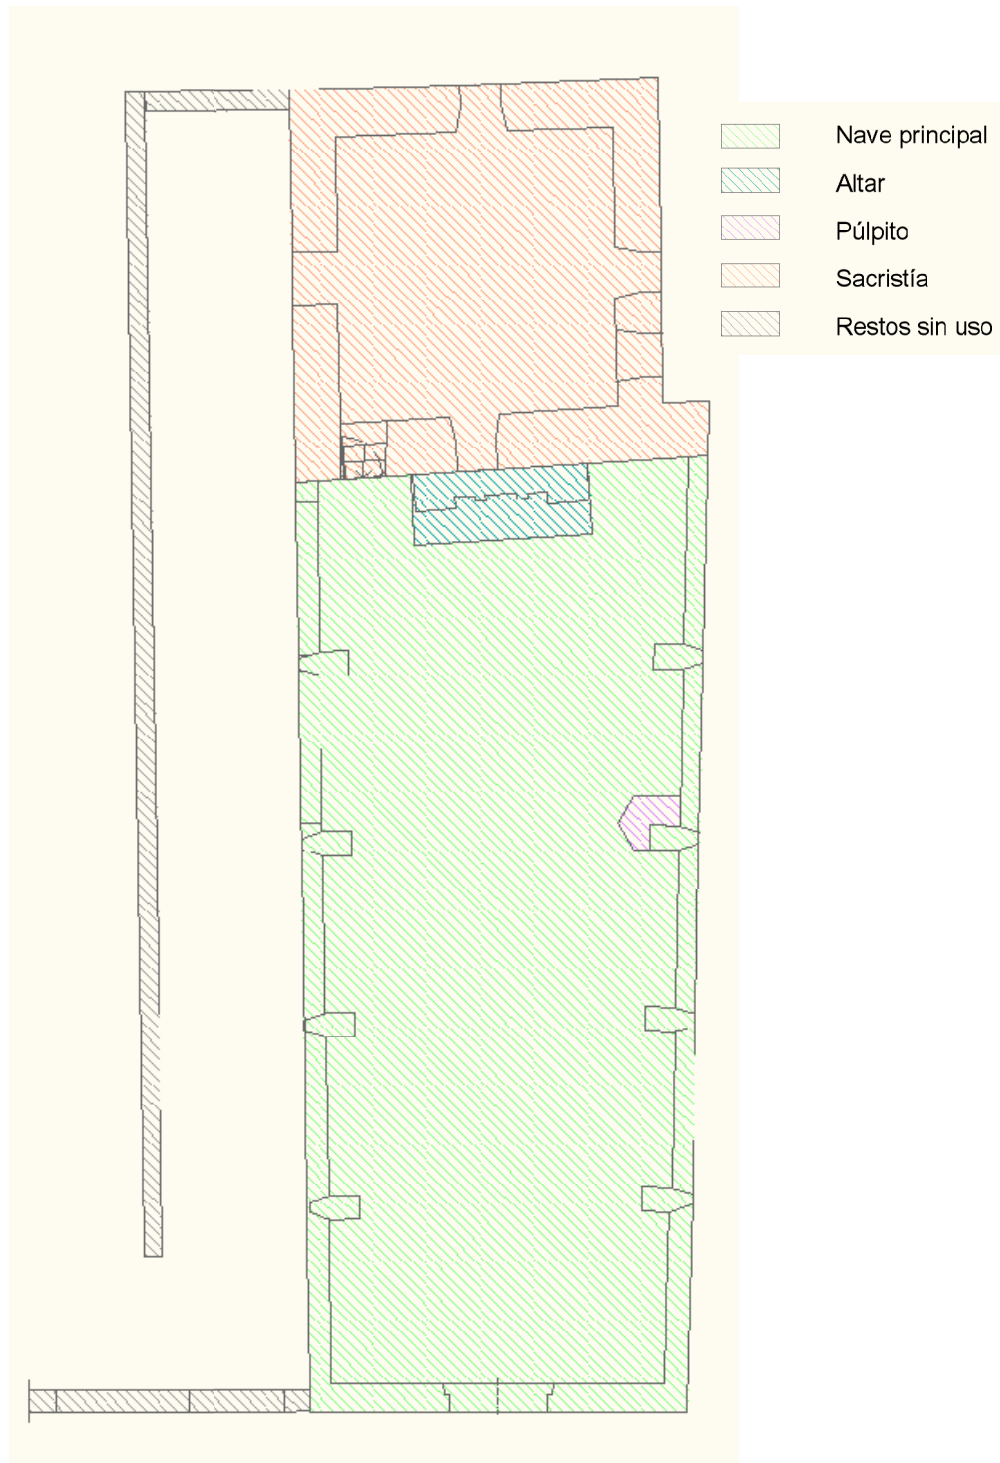 Nave principal
Altar
Púlpito
Sacristía
Restos sin uso